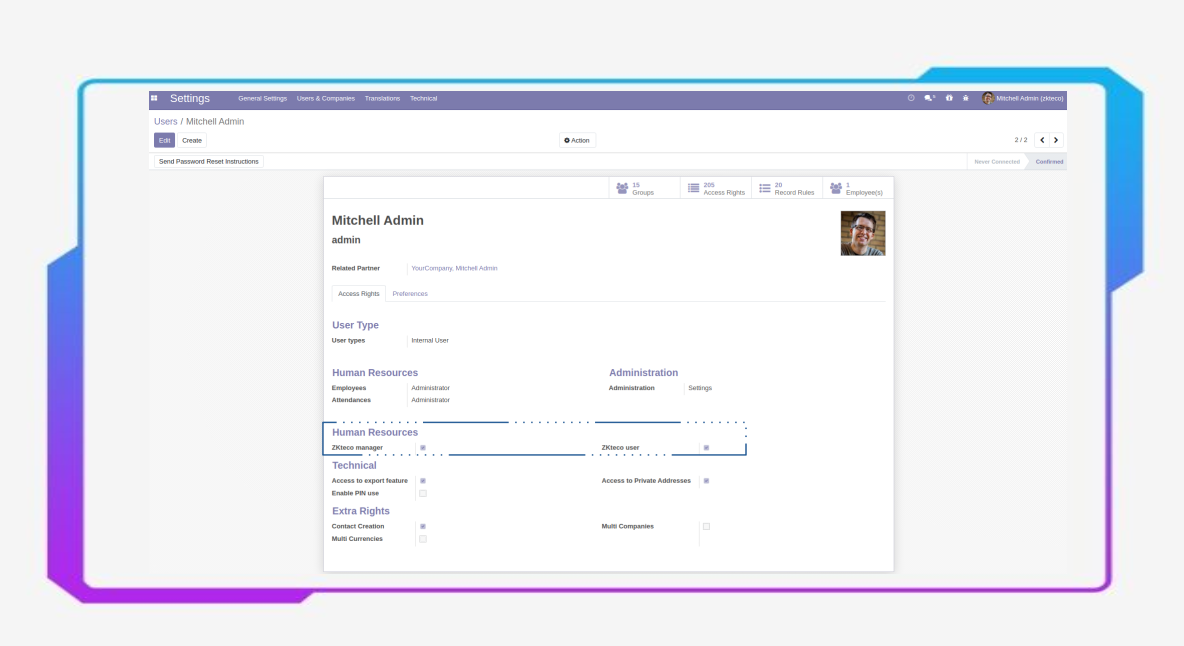 Settings General Settings Users & Companies Translations Technical Mitchell Admin (zkteco)
Users / Mitchell Admin
Edit Create Action 2 / 2
Send Password Reset Instructions Never Connected Confirmed
15 Groups 205 Access Rights 20 Record Rules 1 Employee(s)
Mitchell Admin
admin
Related Partner YourCompany, Mitchell Admin
Access Rights Preferences
User Type
User types Internal User
Human Resources Administration
Employees Administrator Administration Settings
Attendances Administrator
Human Resources
ZKteco manager ZKteco user
Technical
Access to export feature Access to Private Addresses
Enable PIN use
Extra Rights
Contact Creation Multi Companies
Multi Currencies